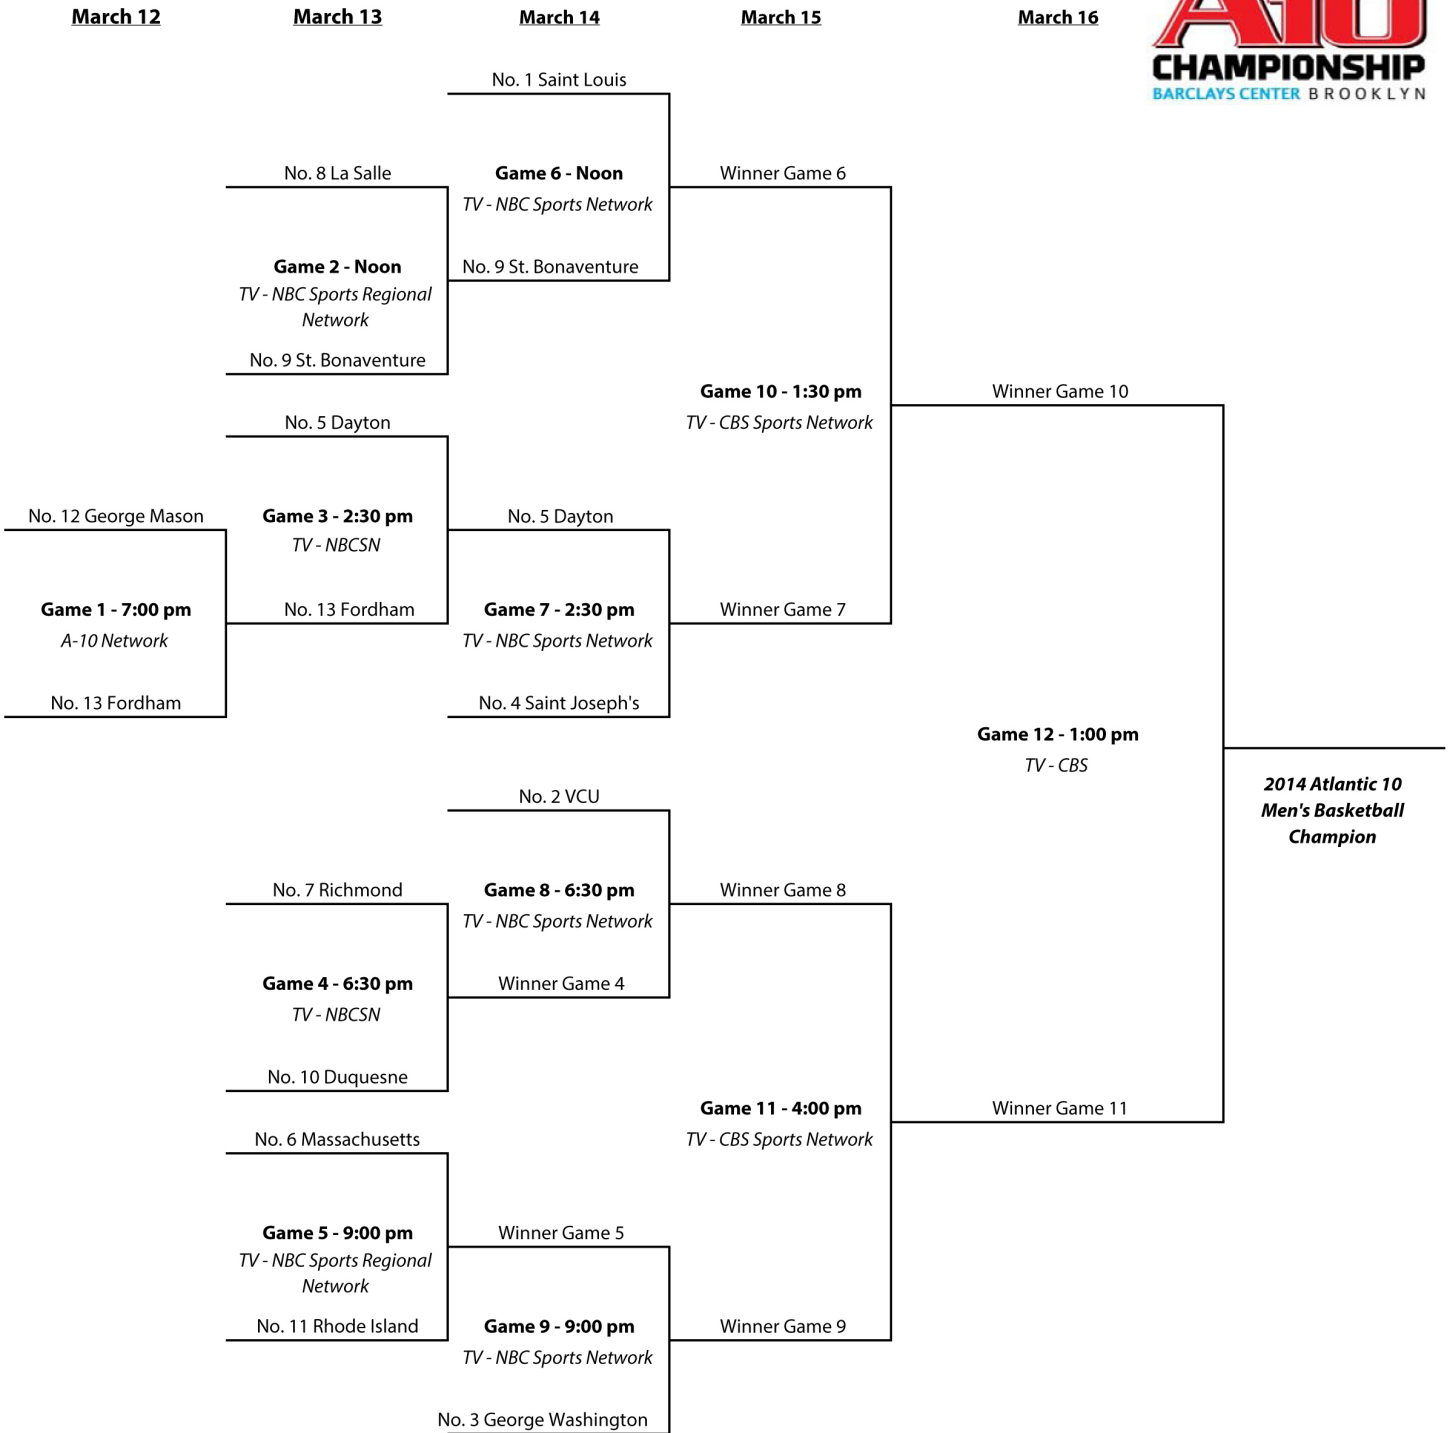 March 12
March 13
March 14
March 15
March 16
A10
CHAMPIONSHIP
BARCLAYS CENTER BROOKLYN
No. 1 Saint Louis
No. 8 La Salle
Game 6 - Noon
Winner Game 6
TV - NBC Sports Network
Game 2 - Noon
No. 9 St. Bonaventure
TV - NBC Sports Regional
Network
No. 9 St. Bonaventure
Game 10 - 1:30 pm
Winner Game 10
TV - CBS Sports Network
No. 5 Dayton
No. 12 George Mason
Game 3 - 2:30 pm
No. 5 Dayton
TV - NBCSN
Game 1 - 7:00 pm
No. 13 Fordham
Game 7 - 2:30 pm
Winner Game 7
A-10 Network
TV - NBC Sports Network
No. 13 Fordham
No. 4 Saint Joseph's
Game 12 - 1:00 pm
TV - CBS
2014 Atlantic 10
Men's Basketball
Champion
No. 2 VCU
No. 7 Richmond
Game 8 - 6:30 pm
Winner Game 8
TV - NBC Sports Network
Game 4 - 6:30 pm
Winner Game 4
TV - NBCSN
No. 10 Duquesne
Game 11 - 4:00 pm
Winner Game 11
TV - CBS Sports Network
No. 6 Massachusetts
Game 5 - 9:00 pm
Winner Game 5
TV - NBC Sports Regional
Network
No. 11 Rhode Island
Game 9 - 9:00 pm
Winner Game 9
TV - NBC Sports Network
No. 3 George Washington